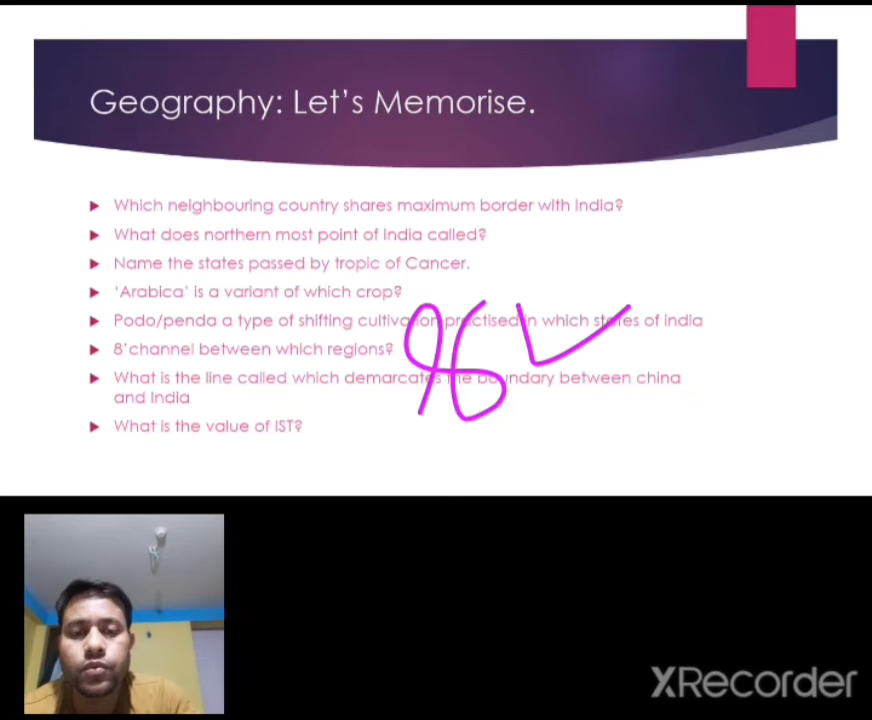 Geography: Let's Memorise.
Which neighbouring country shares maximum border with India?
What does northern most point of India called?
Name the states passed by tropic of Cancer.
'Arabica' is a variant of which crop?
Podo/penda a type of shifting cultivation practised in which states of India
8'channel between which regions?
What is the line called which demarcates the boundary between china
and India
What is the value of IST?
96
XRecorder